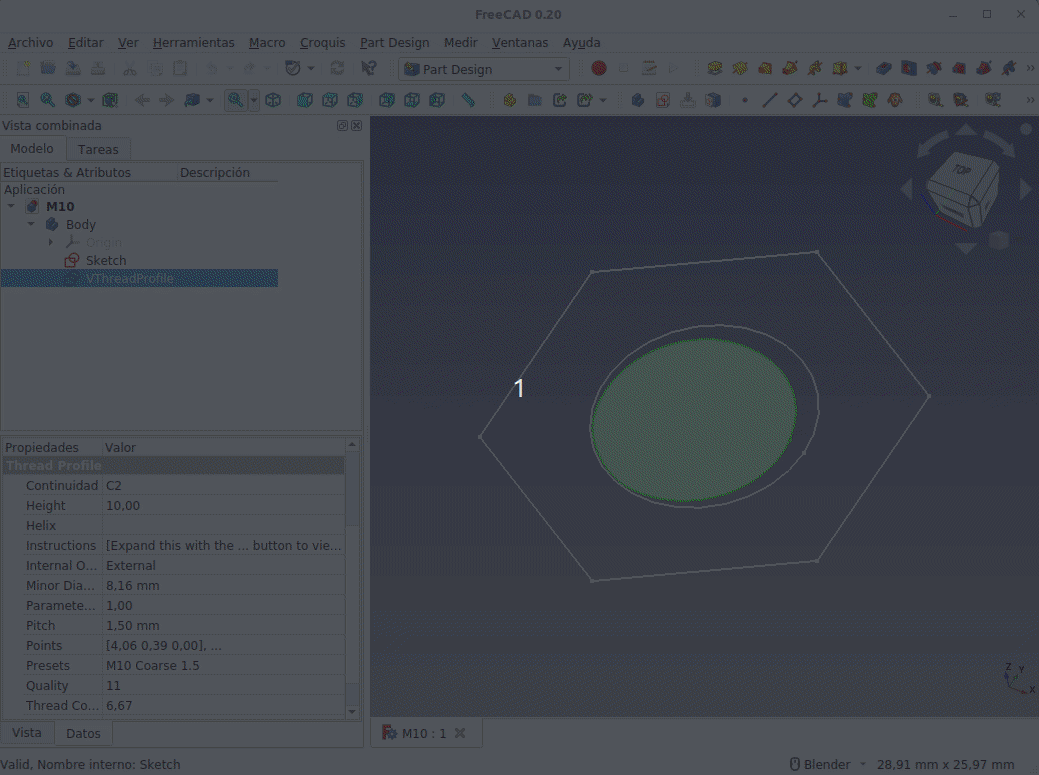 FreeCAD 0.20
Archivo Editar Ver Herramientas Macro Croquis Part Design Medir Ventanas Ayuda
Part Design
Vista combinada
Modelo Tareas
Etiquetas & Atributos Descripción
Aplicación
M10
Body
Origin
Sketch
VThreadProfile
TOP
1
Propiedades Valor
Thread Profile
Continuidad C2
Height 10,00
Helix
Instructions [Expand this with the ... button to vie...
Internal O... External
Minor Dia... 8,16 mm
Paramete... 1,00
Pitch 1,50 mm
Points [4,06 0,39 0,00], ...
Presets M10 Coarse 1.5
Quality 11
Thread Co... 6,67
Z Y
X
Vista Datos
M10 : 1
Valid, Nombre interno: Sketch
Blender 28,91 mm x 25,97 mm